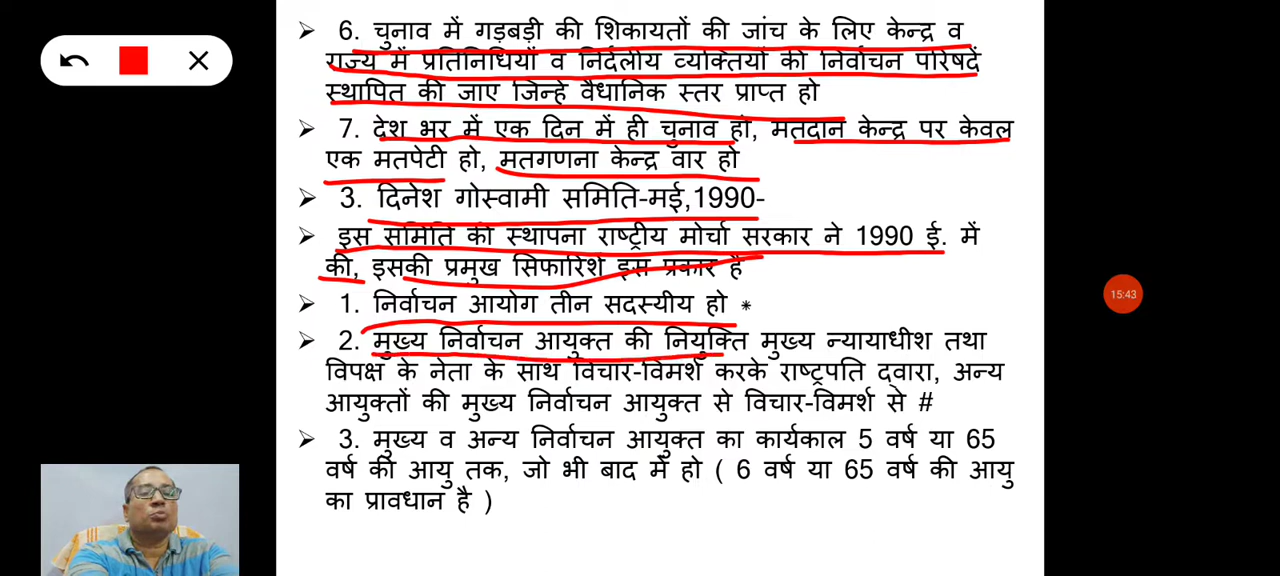 ➢ 6. चुनाव में गड़बड़ी की शिकायतों की जांच के लिए केन्द्र व
राज्य में प्रतिनिधियों व निर्दलीय व्यक्तियों की निर्वाचन परिषदें
स्थापित की जाए जिन्हे वैधानिक स्तर प्राप्त हो
➢ 7. देश भर में एक दिन में ही चुनाव हो, मतदान केन्द्र पर केवल
एक मतपेटी हो, मतगणना केन्द्र वार हो
➢ 3. दिनेश गोस्वामी समिति-मई,1990-
➢ इस समिति की स्थापना राष्ट्रीय मोर्चा सरकार ने 1990 ई. में
की, इसकी प्रमुख सिफारिशे इस प्रकार है
➢ 1. निर्वाचन आयोग तीन सदस्यीय हो *
➢ 2. मुख्य निर्वाचन आयुक्त की नियुक्ति मुख्य न्यायाधीश तथा
विपक्ष के नेता के साथ विचार-विमर्श करके राष्ट्रपति द्वारा, अन्य
आयुक्तों की मुख्य निर्वाचन आयुक्त से विचार-विमर्श से #
➢ 3. मुख्य व अन्य निर्वाचन आयुक्त का कार्यकाल 5 वर्ष या 65
वर्ष की आयु तक, जो भी बाद में हो ( 6 वर्ष या 65 वर्ष की आयु
का प्रावधान है )
15:43